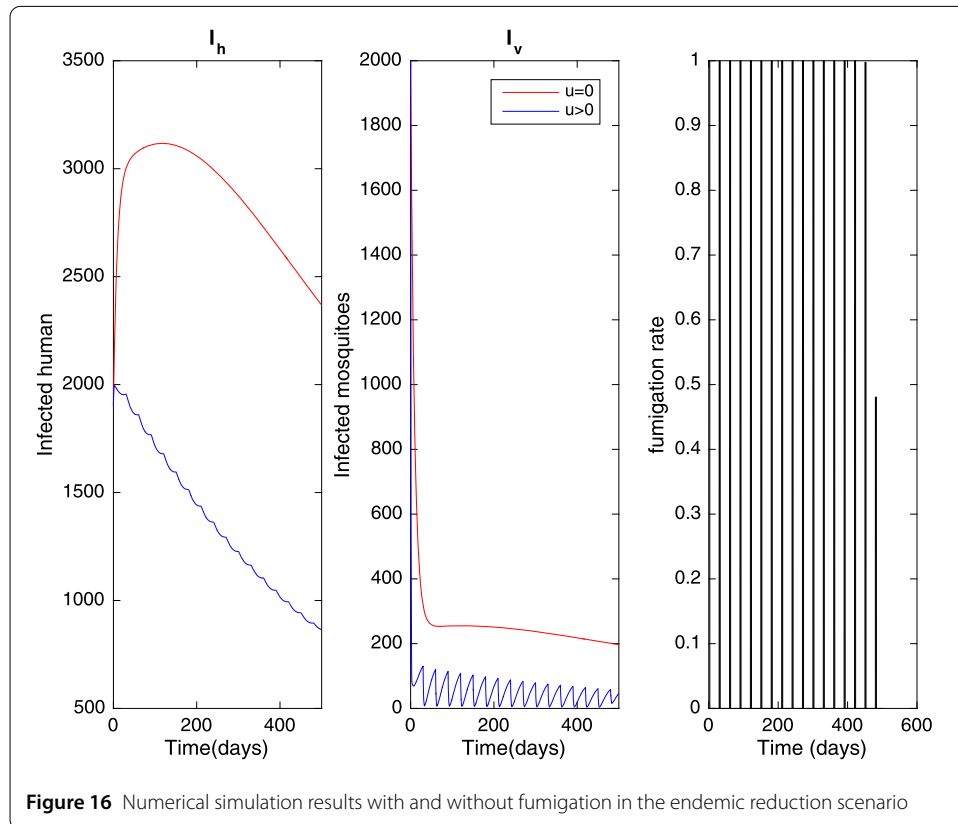 I_h
3500
3000
2500
2000
1500
1000
500
Infected human
0 200 400
Time(days)
I_v
u=0
u>0
2000
1800
1600
1400
1200
1000
800
600
400
200
0
Infected mosquitoes
0 200 400
Time(days)
1
0.9
0.8
0.7
0.6
0.5
0.4
0.3
0.2
0.1
0
fumigation rate
0 200 400 600
Time (days)
Figure 16 Numerical simulation results with and without fumigation in the endemic reduction scenario